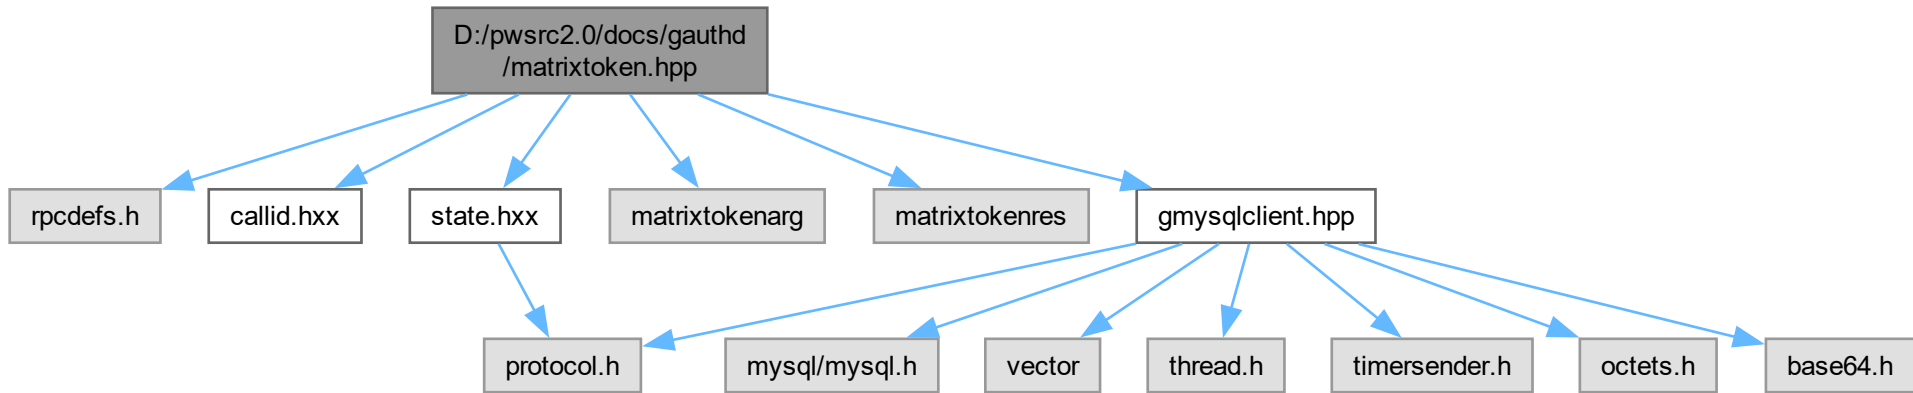 D:/pwsrc2.0/docs/gauthd
/matrixtoken.hpp
rpcdefs.h
callid.hxx
state.hxx
matrixtokenarg
matrixtokenres
gmysqlclient.hpp
protocol.h
mysql/mysql.h
vector
thread.h
timersender.h
octets.h
base64.h